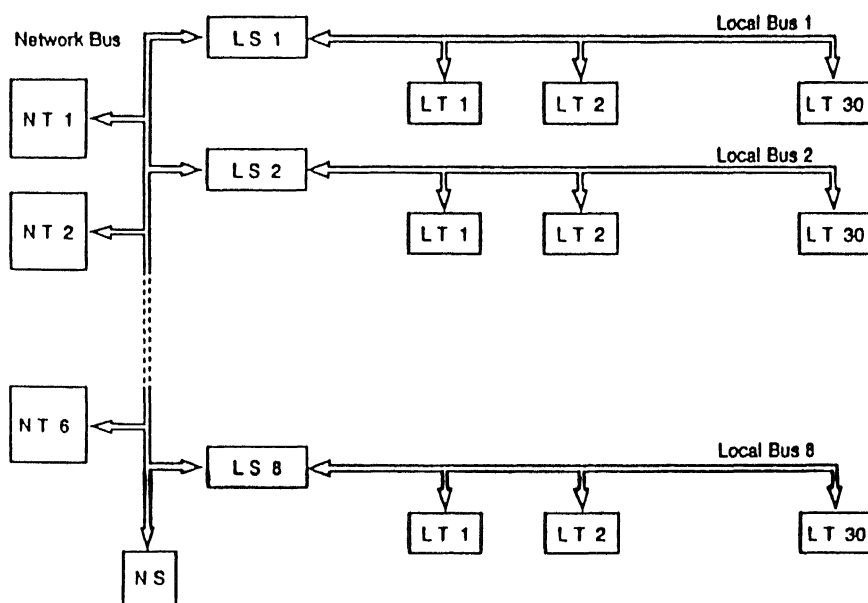 Network Bus
LS 1
Local Bus 1
NT 1
LT 1
LT 2
LT 30
LS 2
Local Bus 2
NT 2
LT 1
LT 2
LT 30
NT 6
LS 8
Local Bus 8
LT 1
LT 2
LT 30
NS